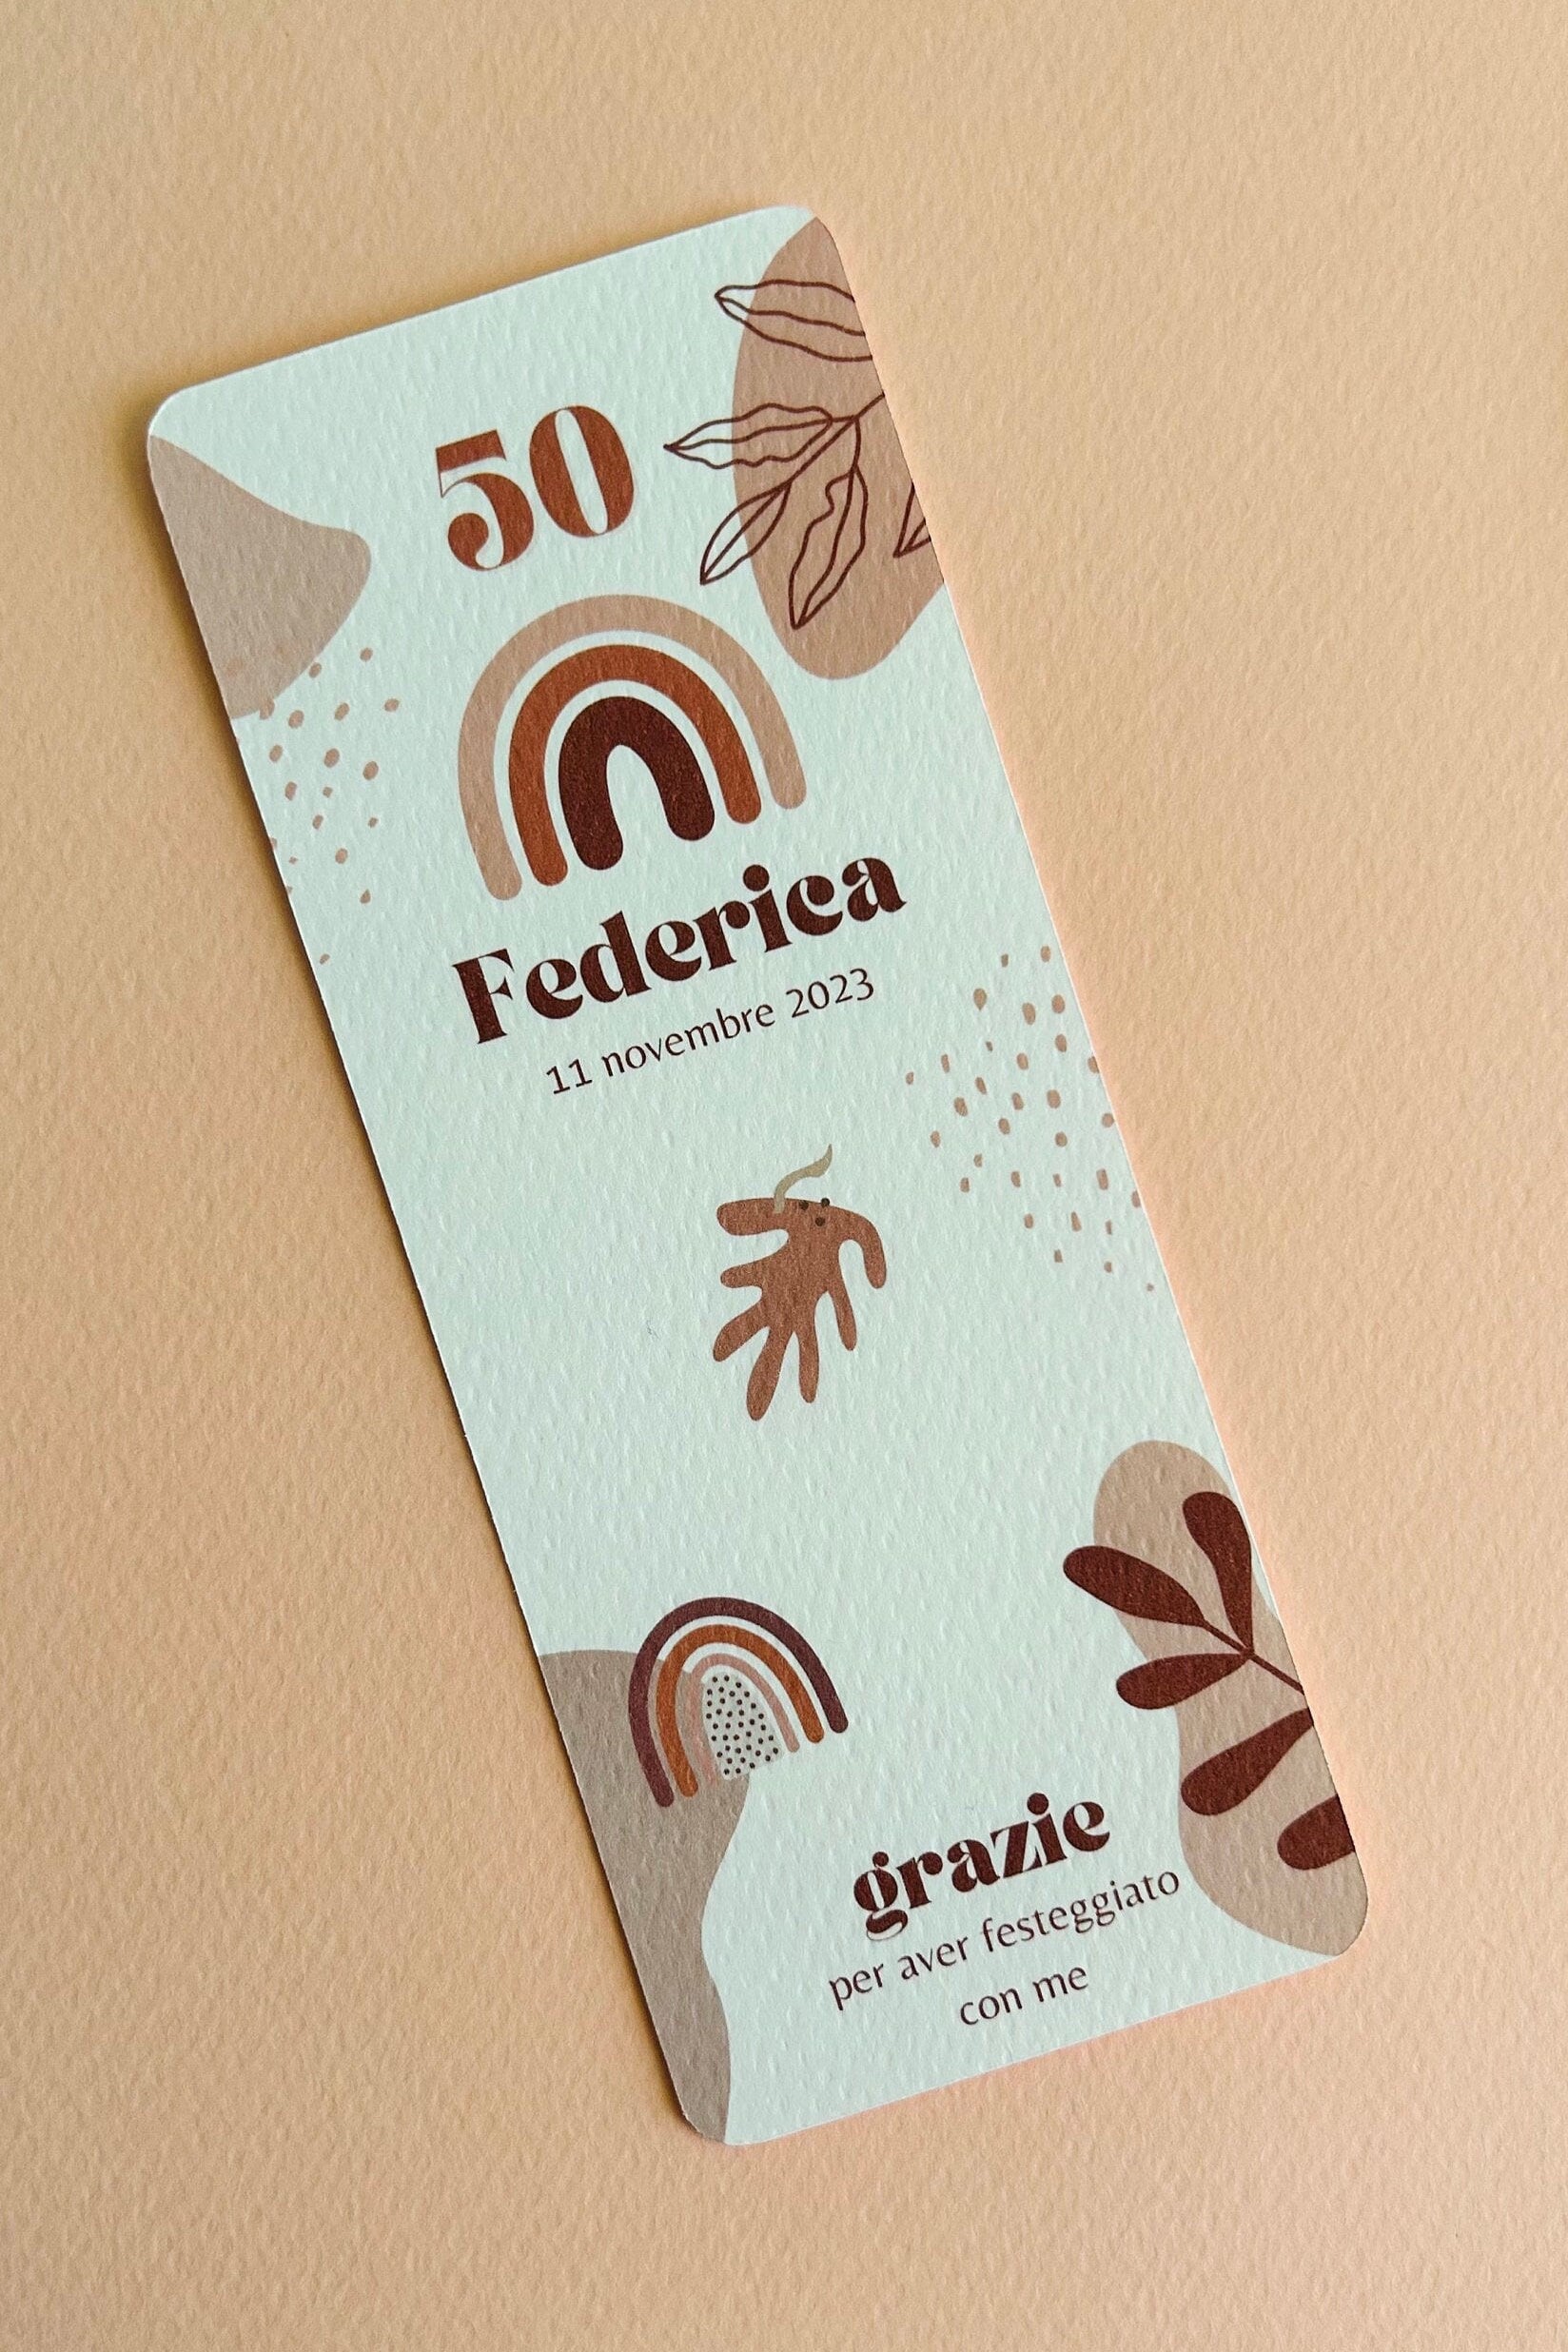 50
Federica
11 novembre 2023
grazie
per aver festeggiato
con me